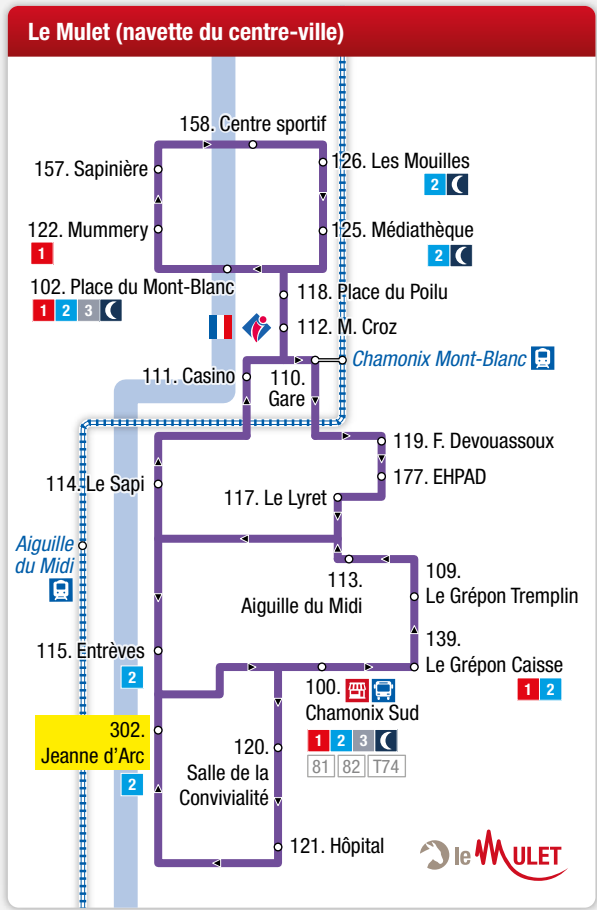 Le Mulet (navette du centre-ville)
158. Centre sportif
157. Sapinière
126. Les Mouilles
2
122. Mummery
1
125. Médiathèque
2
102. Place du Mont-Blanc
1 2 3
118. Place du Poilu
112. M. Croz
Chamonix Mont-Blanc
111. Casino
110.
Gare
119. F. Devouassoux
177. EHPAD
114. Le Sapi
117. Le Lyret
Aiguille
du Midi
113.
Aiguille du Midi
109.
Le Grépon Tremplin
115. Entrèves
2
139.
Le Grépon Caisse
1 2
100.
Chamonix Sud
1 2 3
81 82 T74
302.
Jeanne d'Arc
2
120.
Salle de la
Convivialité
121. Hôpital
le MULET